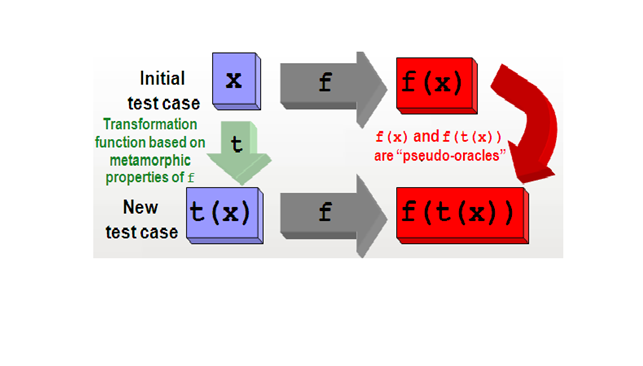 Initial
test case
x
f
f(x)
Transformation
function based on
metamorphic
properties of f
t
f(x) and f(t(x))
are “pseudo-oracles”
New
test case
t(x)
f
f(t(x))